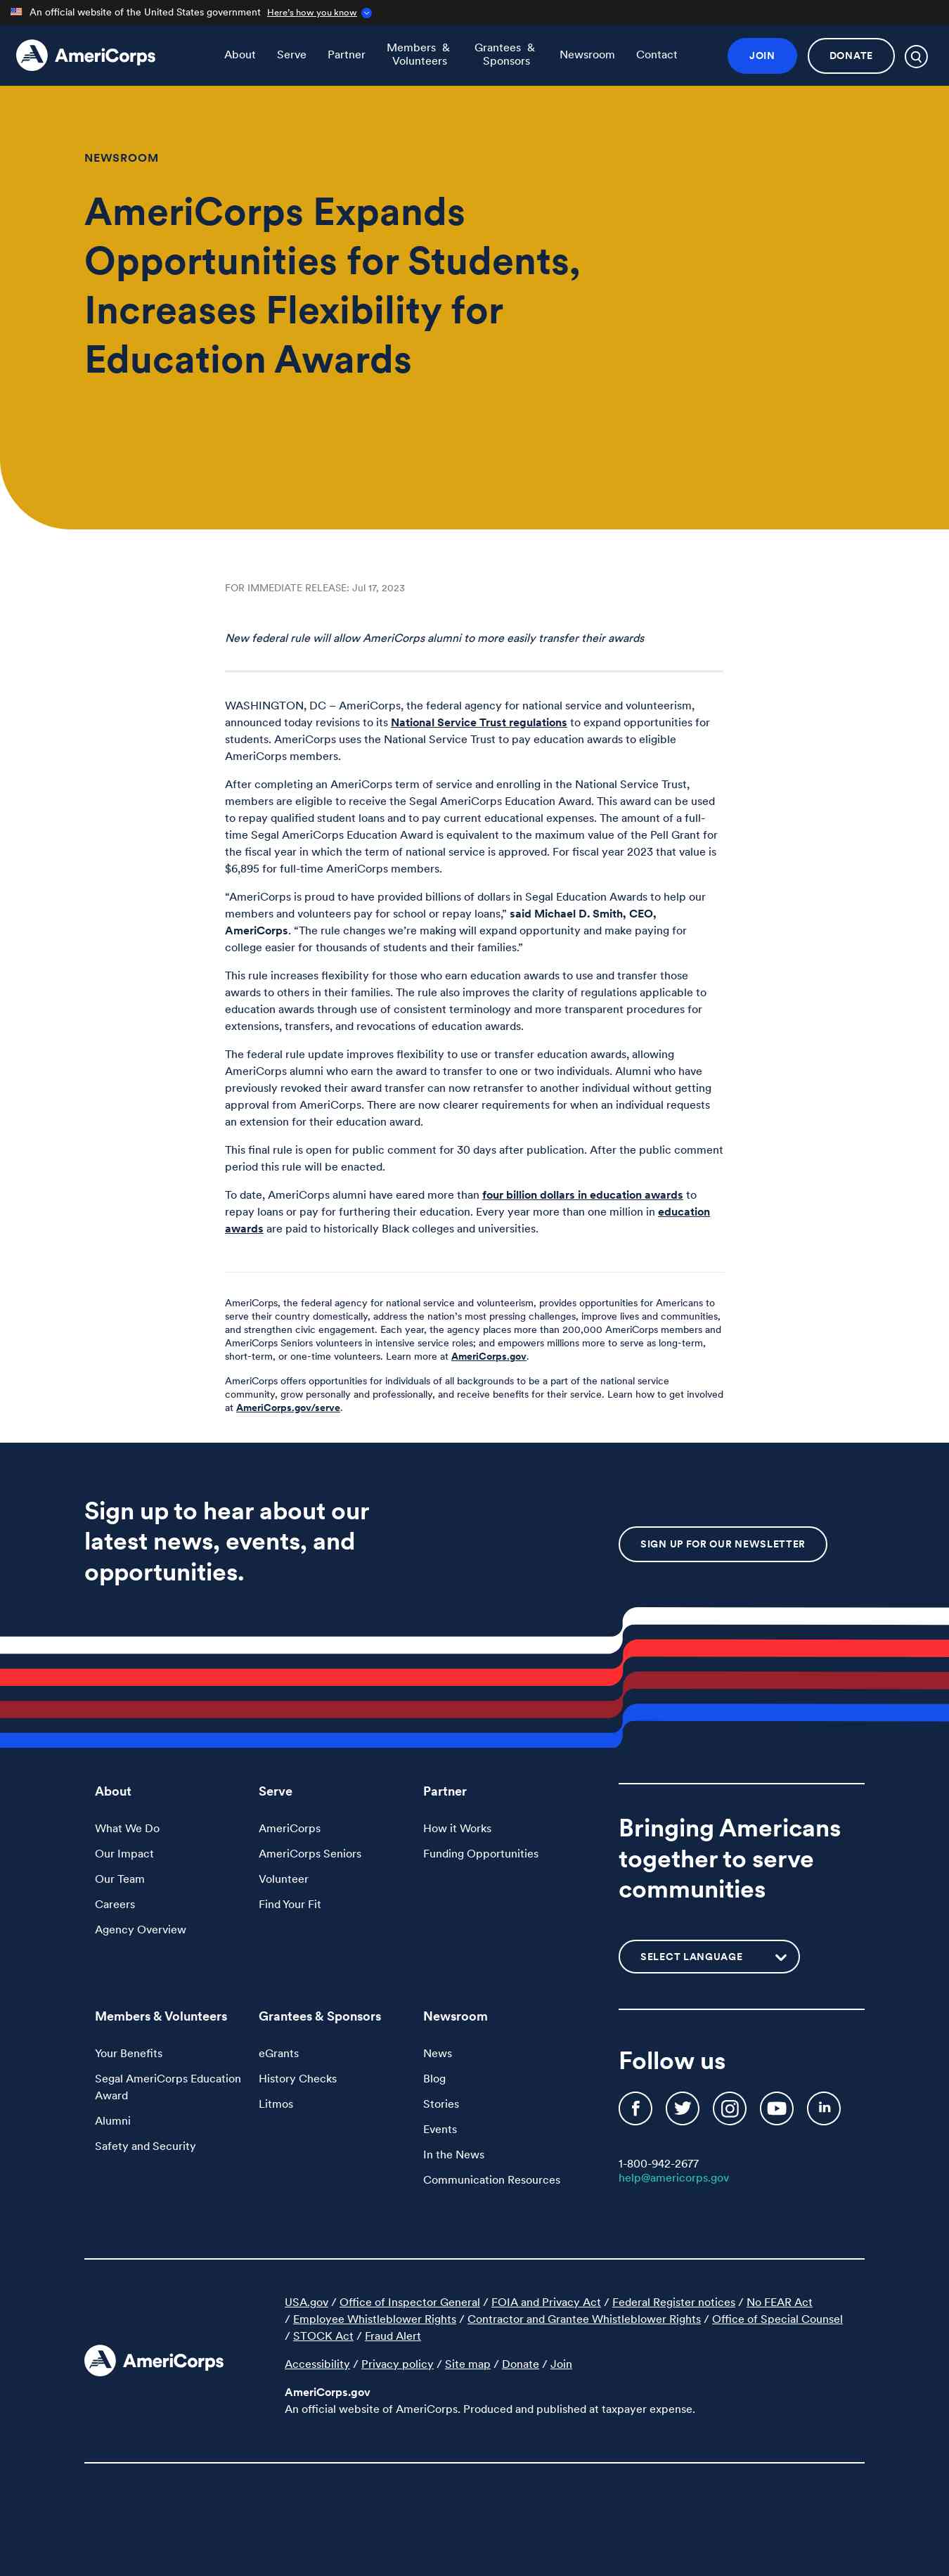 An official website of the United States government Here's how you know
AmeriCorps
About Serve Partner Members & Volunteers Grantees & Sponsors Newsroom Contact
JOIN DONATE
NEWSROOM
AmeriCorps Expands
Opportunities for Students,
Increases Flexibility for
Education Awards
FOR IMMEDIATE RELEASE: Jul 17, 2023
New federal rule will allow AmeriCorps alumni to more easily transfer their awards
WASHINGTON, DC – AmeriCorps, the federal agency for national service and volunteerism,
announced today revisions to its National Service Trust regulations to expand opportunities for
students. AmeriCorps uses the National Service Trust to pay education awards to eligible
AmeriCorps members.
After completing an AmeriCorps term of service and enrolling in the National Service Trust,
members are eligible to receive the Segal AmeriCorps Education Award. This award can be used
to repay qualified student loans and to pay current educational expenses. The amount of a full-
time Segal AmeriCorps Education Award is equivalent to the maximum value of the Pell Grant for
the fiscal year in which the term of national service is approved. For fiscal year 2023 that value is
$6,895 for full-time AmeriCorps members.
“AmeriCorps is proud to have provided billions of dollars in Segal Education Awards to help our
members and volunteers pay for school or repay loans,” said Michael D. Smith, CEO,
AmeriCorps. “The rule changes we’re making will expand opportunity and make paying for
college easier for thousands of students and their families.”
This rule increases flexibility for those who earn education awards to use and transfer those
awards to others in their families. The rule also improves the clarity of regulations applicable to
education awards through use of consistent terminology and more transparent procedures for
extensions, transfers, and revocations of education awards.
The federal rule update improves flexibility to use or transfer education awards, allowing
AmeriCorps alumni who earn the award to transfer to one or two individuals. Alumni who have
previously revoked their award transfer can now retransfer to another individual without getting
approval from AmeriCorps. There are now clearer requirements for when an individual requests
an extension for their education award.
This final rule is open for public comment for 30 days after publication. After the public comment
period this rule will be enacted.
To date, AmeriCorps alumni have eared more than four billion dollars in education awards to
repay loans or pay for furthering their education. Every year more than one million in education
awards are paid to historically Black colleges and universities.
AmeriCorps, the federal agency for national service and volunteerism, provides opportunities for Americans to
serve their country domestically, address the nation’s most pressing challenges, improve lives and communities,
and strengthen civic engagement. Each year, the agency places more than 200,000 AmeriCorps members and
AmeriCorps Seniors volunteers in intensive service roles; and empowers millions more to serve as long-term,
short-term, or one-time volunteers. Learn more at AmeriCorps.gov.
AmeriCorps offers opportunities for individuals of all backgrounds to be a part of the national service
community, grow personally and professionally, and receive benefits for their service. Learn how to get involved
at AmeriCorps.gov/serve.
Sign up to hear about our
latest news, events, and
opportunities.
SIGN UP FOR OUR NEWSLETTER
About
What We Do
Our Impact
Our Team
Careers
Agency Overview
Serve
AmeriCorps
AmeriCorps Seniors
Volunteer
Find Your Fit
Partner
How it Works
Funding Opportunities
Bringing Americans
together to serve
communities
SELECT LANGUAGE
Members & Volunteers
Your Benefits
Segal AmeriCorps Education
Award
Alumni
Safety and Security
Grantees & Sponsors
eGrants
History Checks
Litmos
Newsroom
News
Blog
Stories
Events
In the News
Communication Resources
Follow us
1-800-942-2677
help@americorps.gov
AmeriCorps
USA.gov / Office of Inspector General / FOIA and Privacy Act / Federal Register notices / No FEAR Act
/ Employee Whistleblower Rights / Contractor and Grantee Whistleblower Rights / Office of Special Counsel
/ STOCK Act / Fraud Alert
Accessibility / Privacy policy / Site map / Donate / Join
AmeriCorps.gov
An official website of AmeriCorps. Produced and published at taxpayer expense.